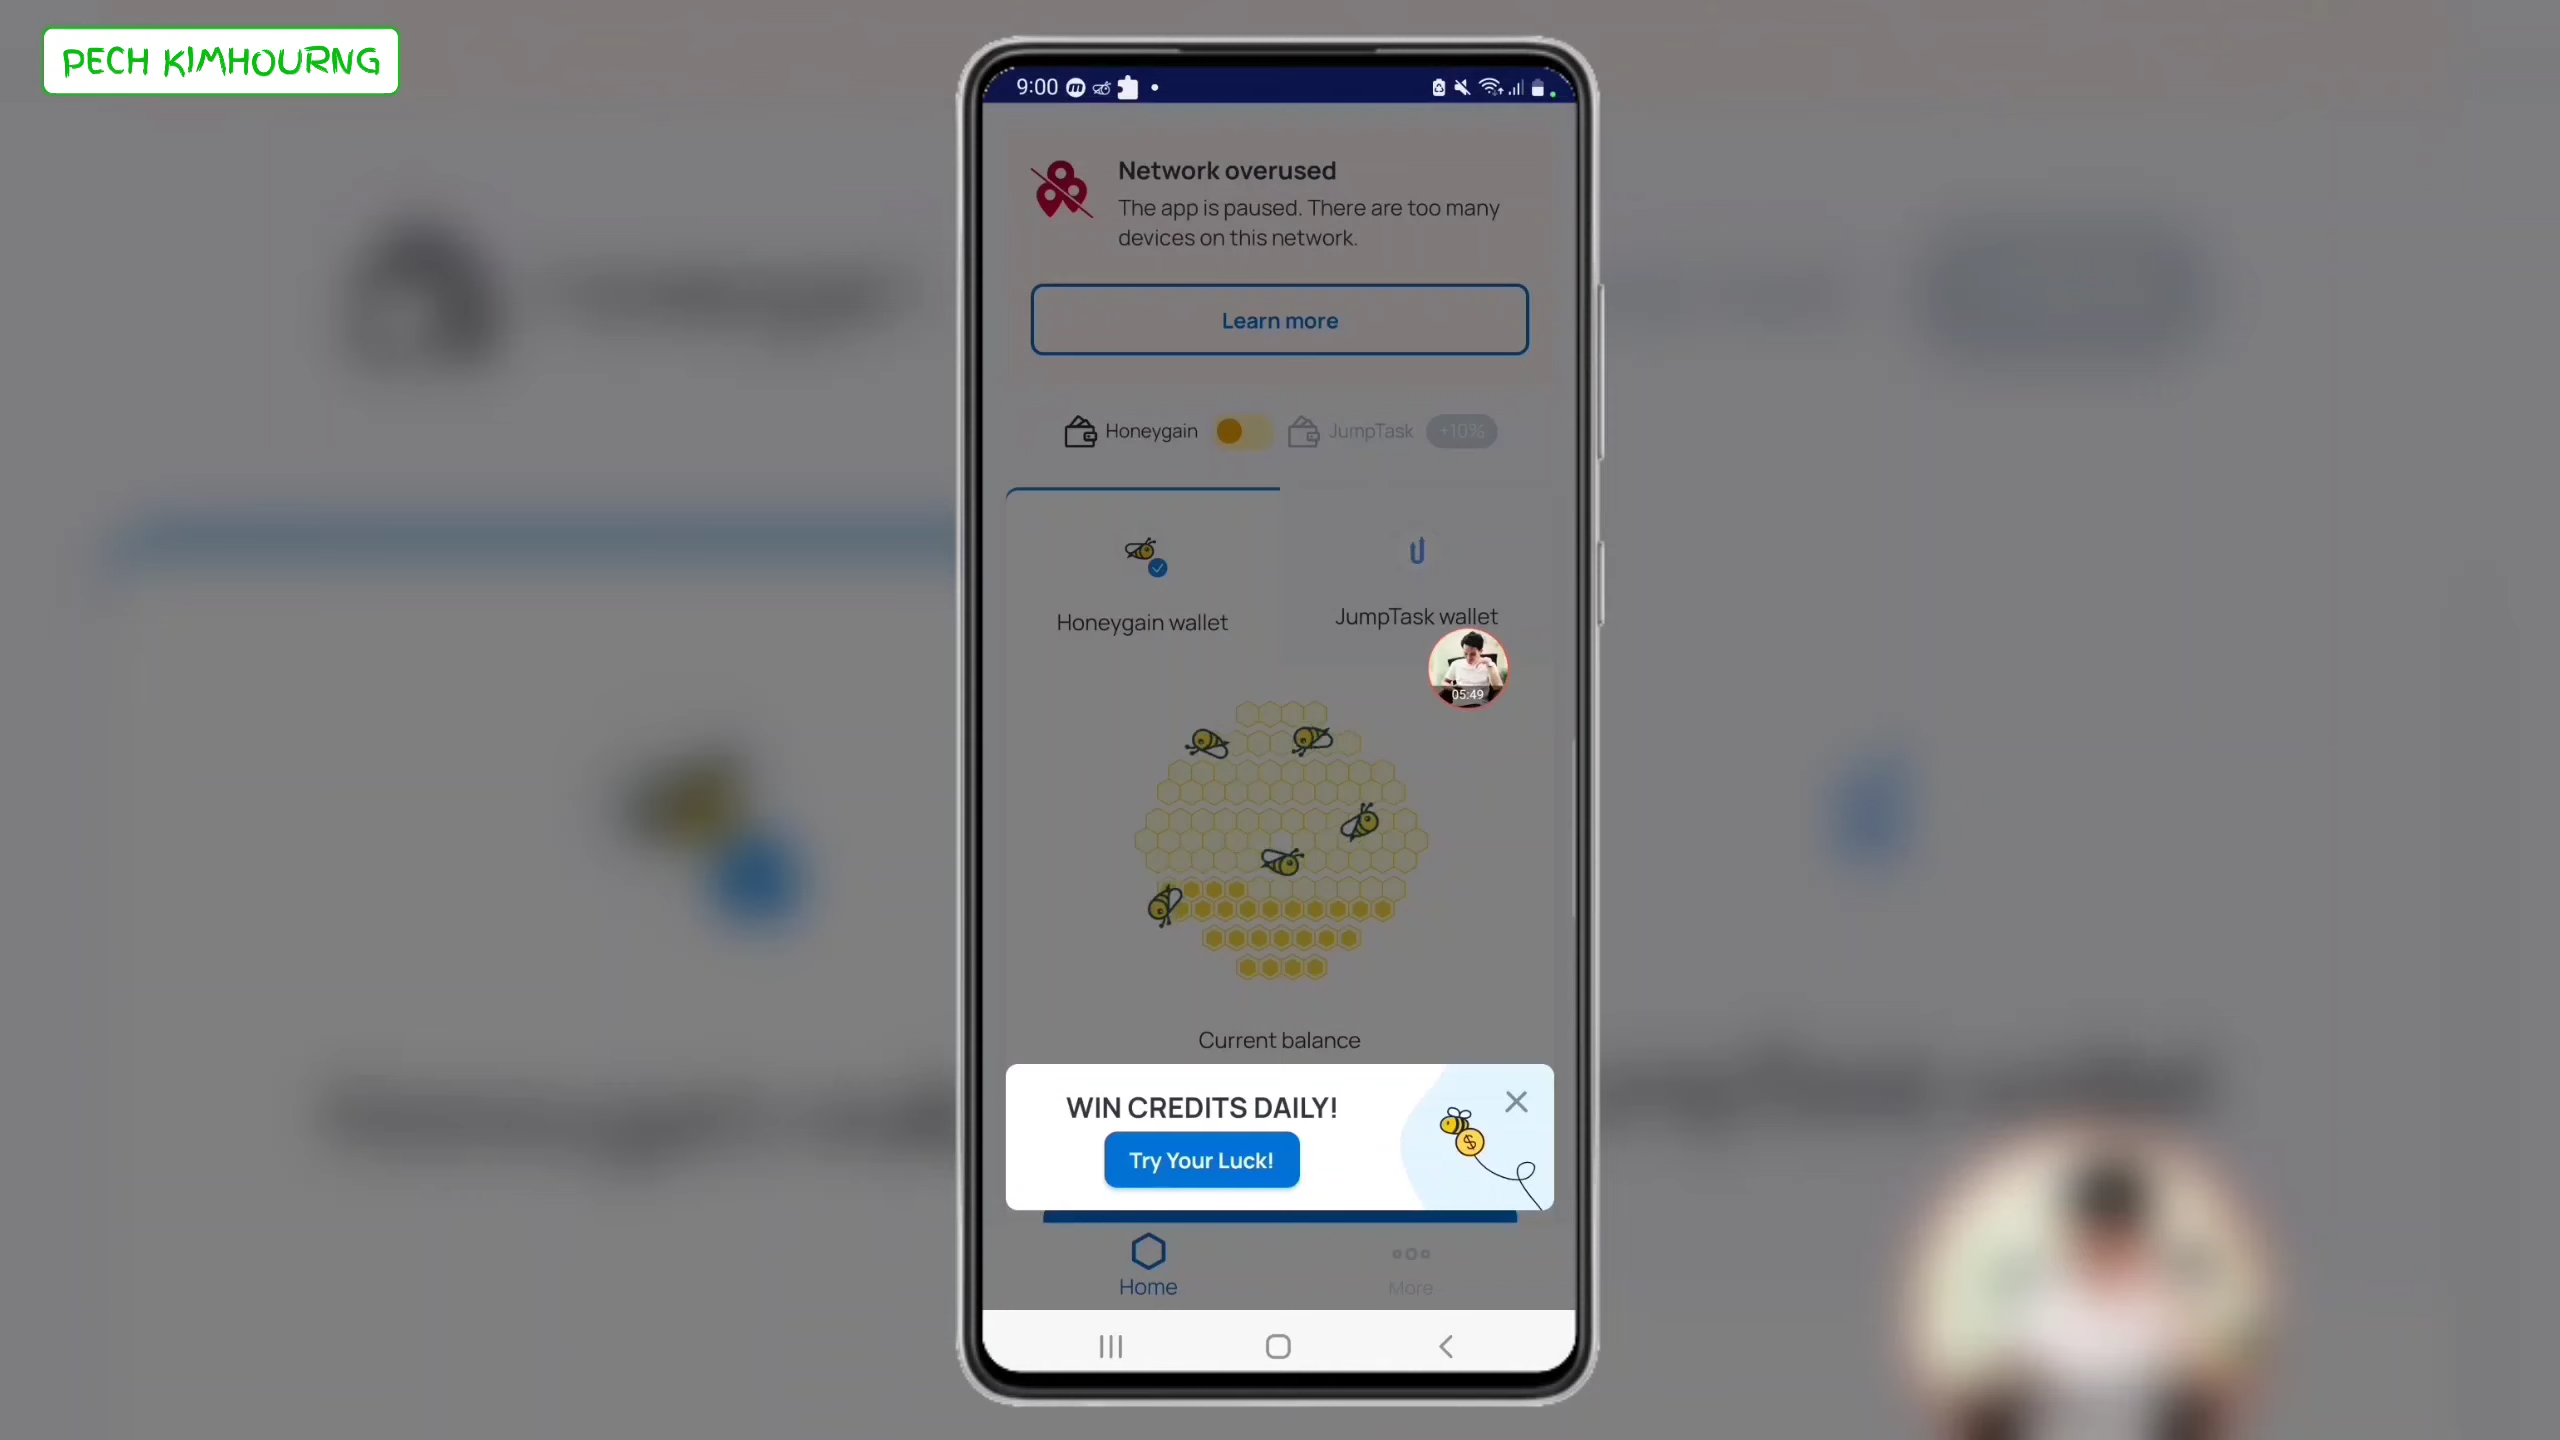 PECH KIMHOURNG
9:00
Network overused
The app is paused. There are too many
devices on this network.
Learn more
Honeygain
JumpTask
+10%
Honeygain wallet
JumpTask wallet
05:49
Current balance
WIN CREDITS DAILY!
Try Your Luck!
Home
More